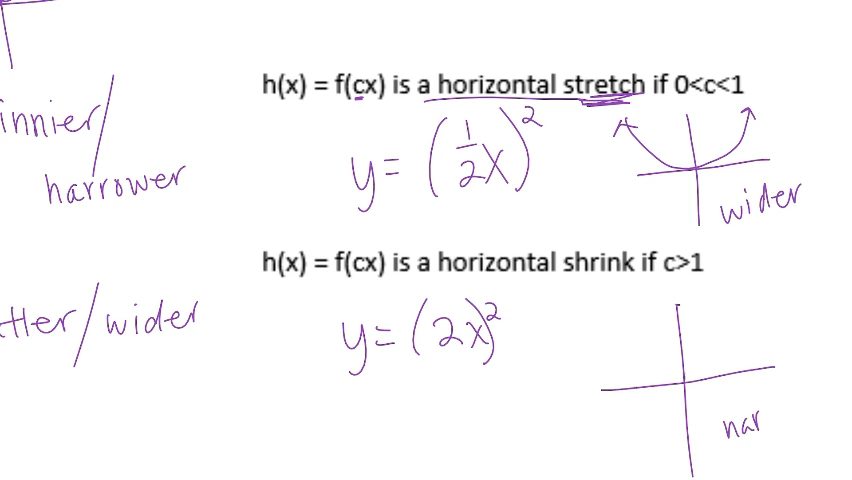 h(x) = f(cx) is a horizontal stretch if 0<c<1
innier/
harrower
y = (1/2 x)^2
wider
h(x) = f(cx) is a horizontal shrink if c>1
tter/wider
y = (2x)^2
nar